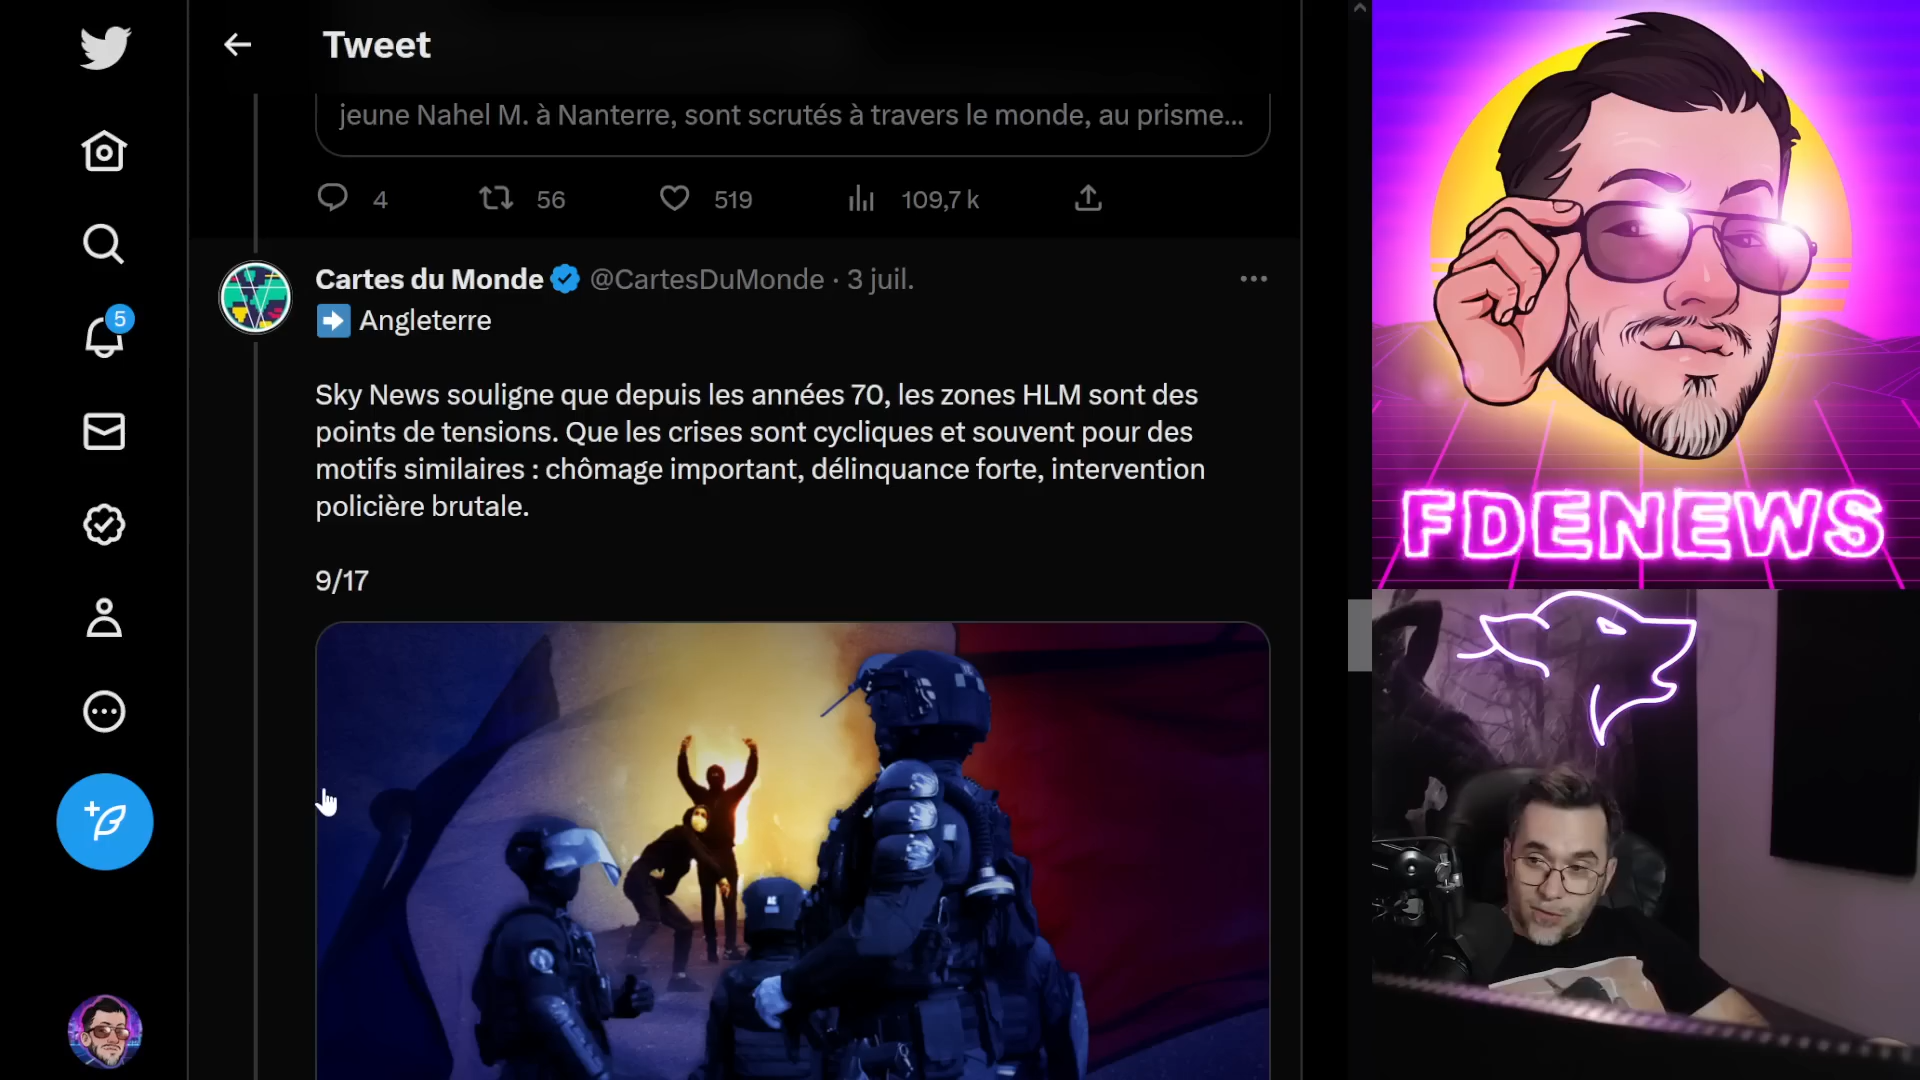 Tweet
jeune Nahel M. à Nanterre, sont scrutés à travers le monde, au prisme...
4 56 519 109,7 k
Cartes du Monde @CartesDuMonde · 3 juil.
➡️ Angleterre
5
Sky News souligne que depuis les années 70, les zones HLM sont des
points de tensions. Que les crises sont cycliques et souvent pour des
motifs similaires : chômage important, délinquance forte, intervention
policière brutale.
9/17
FDENEWS